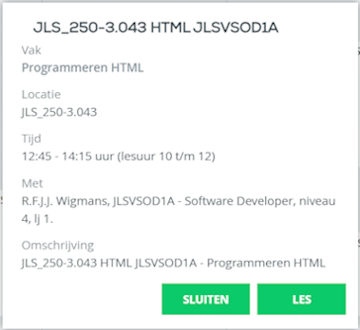 JLS_250-3.043 HTML JLSVSOD1A
Vak
Programmeren HTML
Locatie
JLS_250-3.043
Tijd
12:45 - 14:15 uur (lesuur 10 t/m 12)
Met
R.F.J.J. Wigmans, JLSVSOD1A - Software Developer, niveau
4, lj 1.
Omschrijving
JLS_250-3.043 HTML JLSVSOD1A - Programmeren HTML
SLUITEN LES